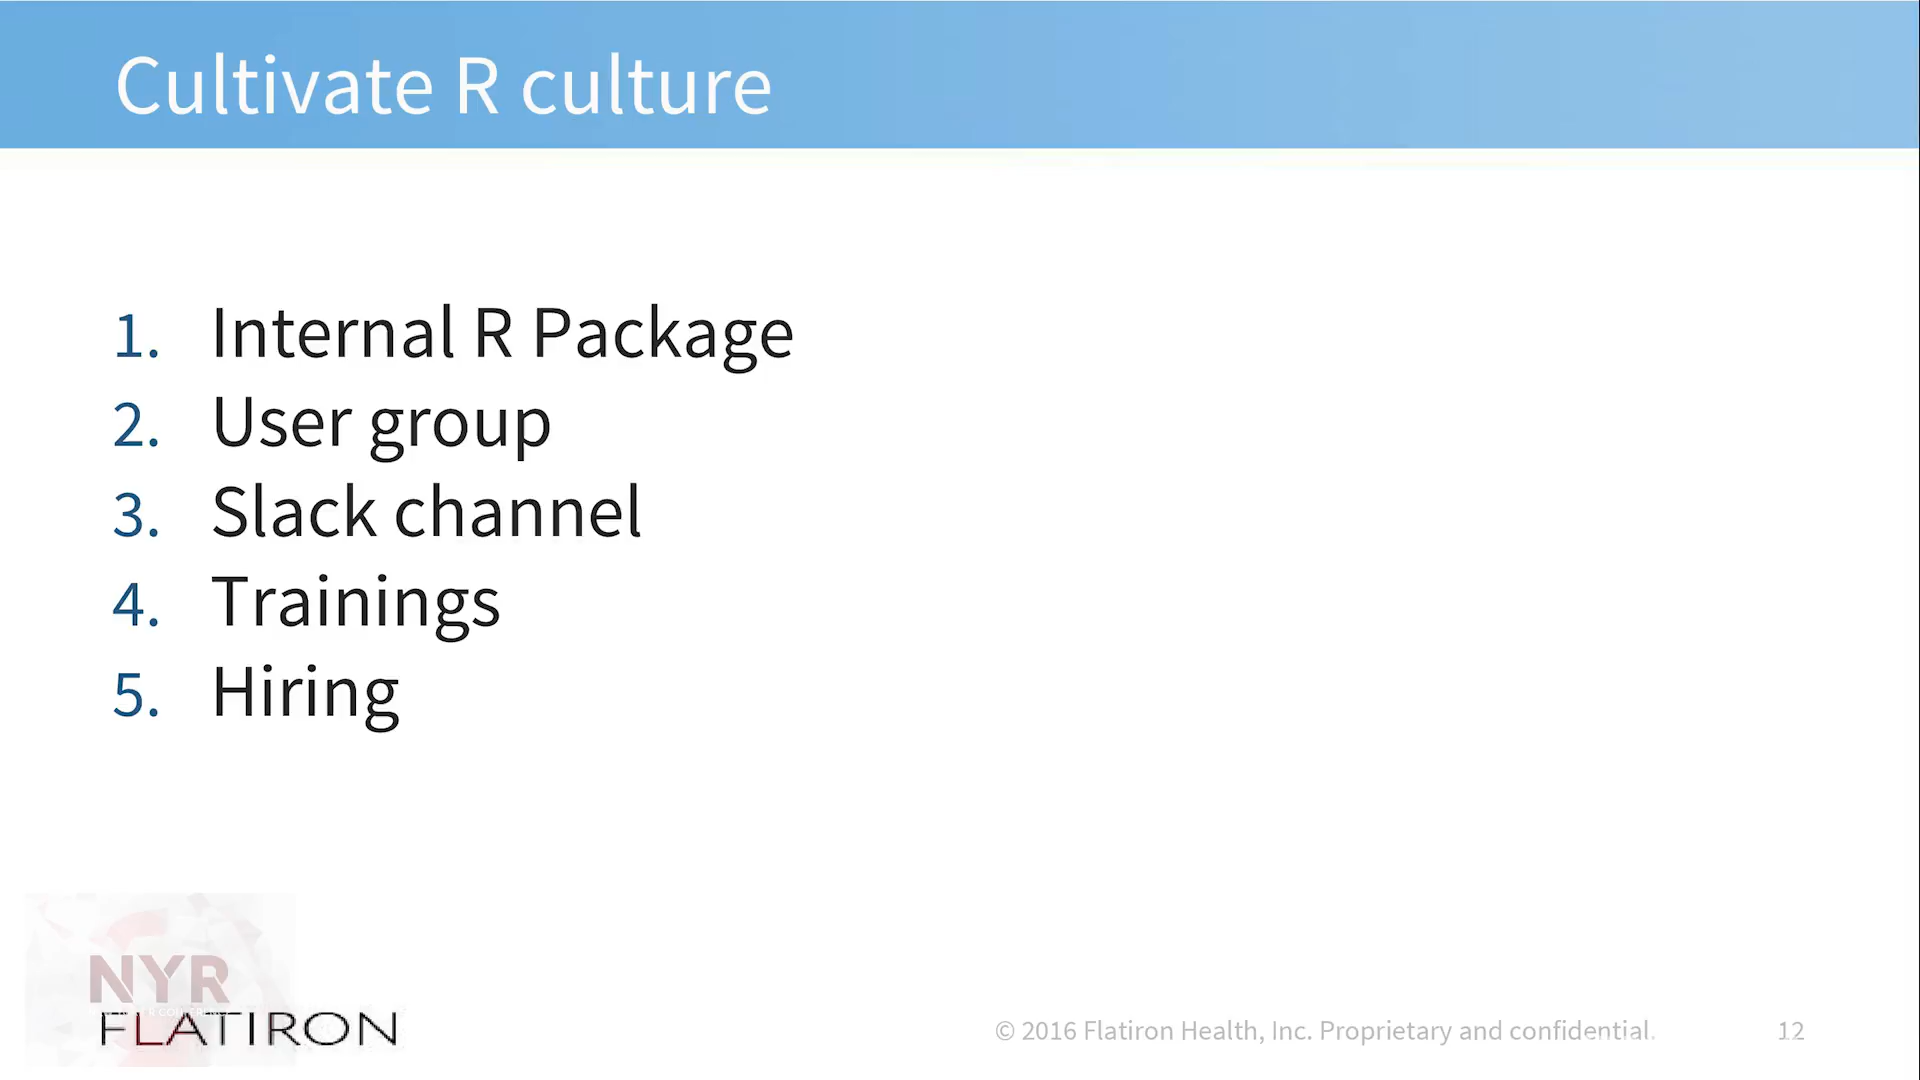 Cultivate R culture
1. Internal R Package
2. User group
3. Slack channel
4. Trainings
5. Hiring
NYR
FLATIRON
© 2016 Flatiron Health, Inc. Proprietary and confidential.
12